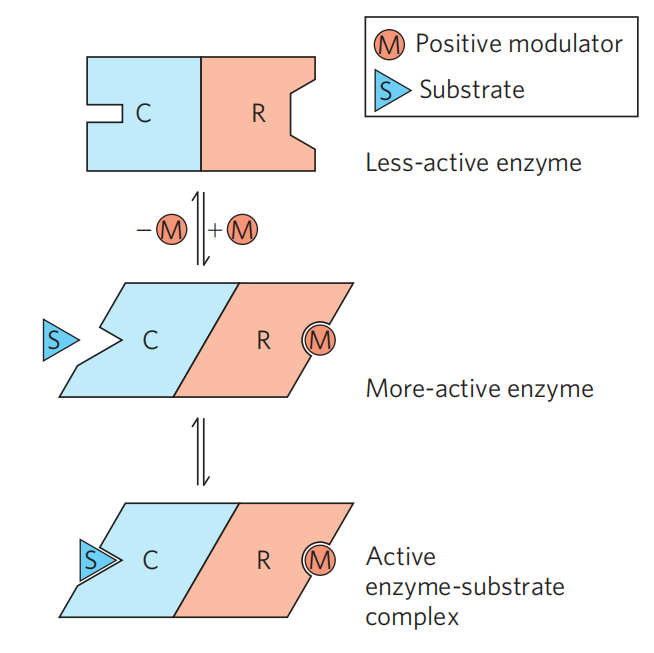 M Positive modulator
S Substrate
C R
Less-active enzyme
− M + M
S C R M
More-active enzyme
S C R M
Active
enzyme-substrate
complex